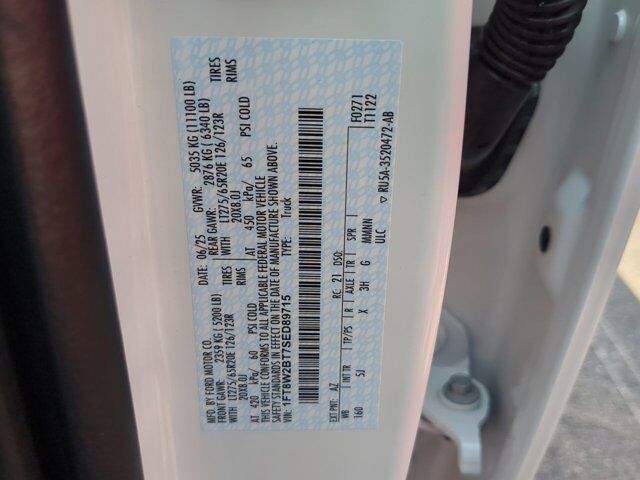 MFD. BY FORD MOTOR CO.
DATE: 06/25 GVWR: 5035 KG (11100 LB)
FRONT GAWR: 2359 KG (5200 LB) REAR GAWR: 2876 KG (6340 LB)
LT275/65R20E 126/123R TIRES WITH LT275/65R20E 126/123R TIRES
20X8.0J RIMS 20X8.0J RIMS
AT 420 kPa/ 60 PSI COLD AT 450 kPa/ 65 PSI COLD
THIS VEHICLE CONFORMS TO ALL APPLICABLE FEDERAL MOTOR VEHICLE
SAFETY STANDARDS IN EFFECT ON THE DATE OF MANUFACTURE SHOWN ABOVE.
VIN: 1FT8W2BT7SED89715 TYPE: Truck
F0271
T1122
EXT PNT: AZ RC: 21 DSO:
WB INT TR TP/PS R AXLE TR SPR
160 5J X 3H G MMNNN
ULC
RU5A-3520472-AB